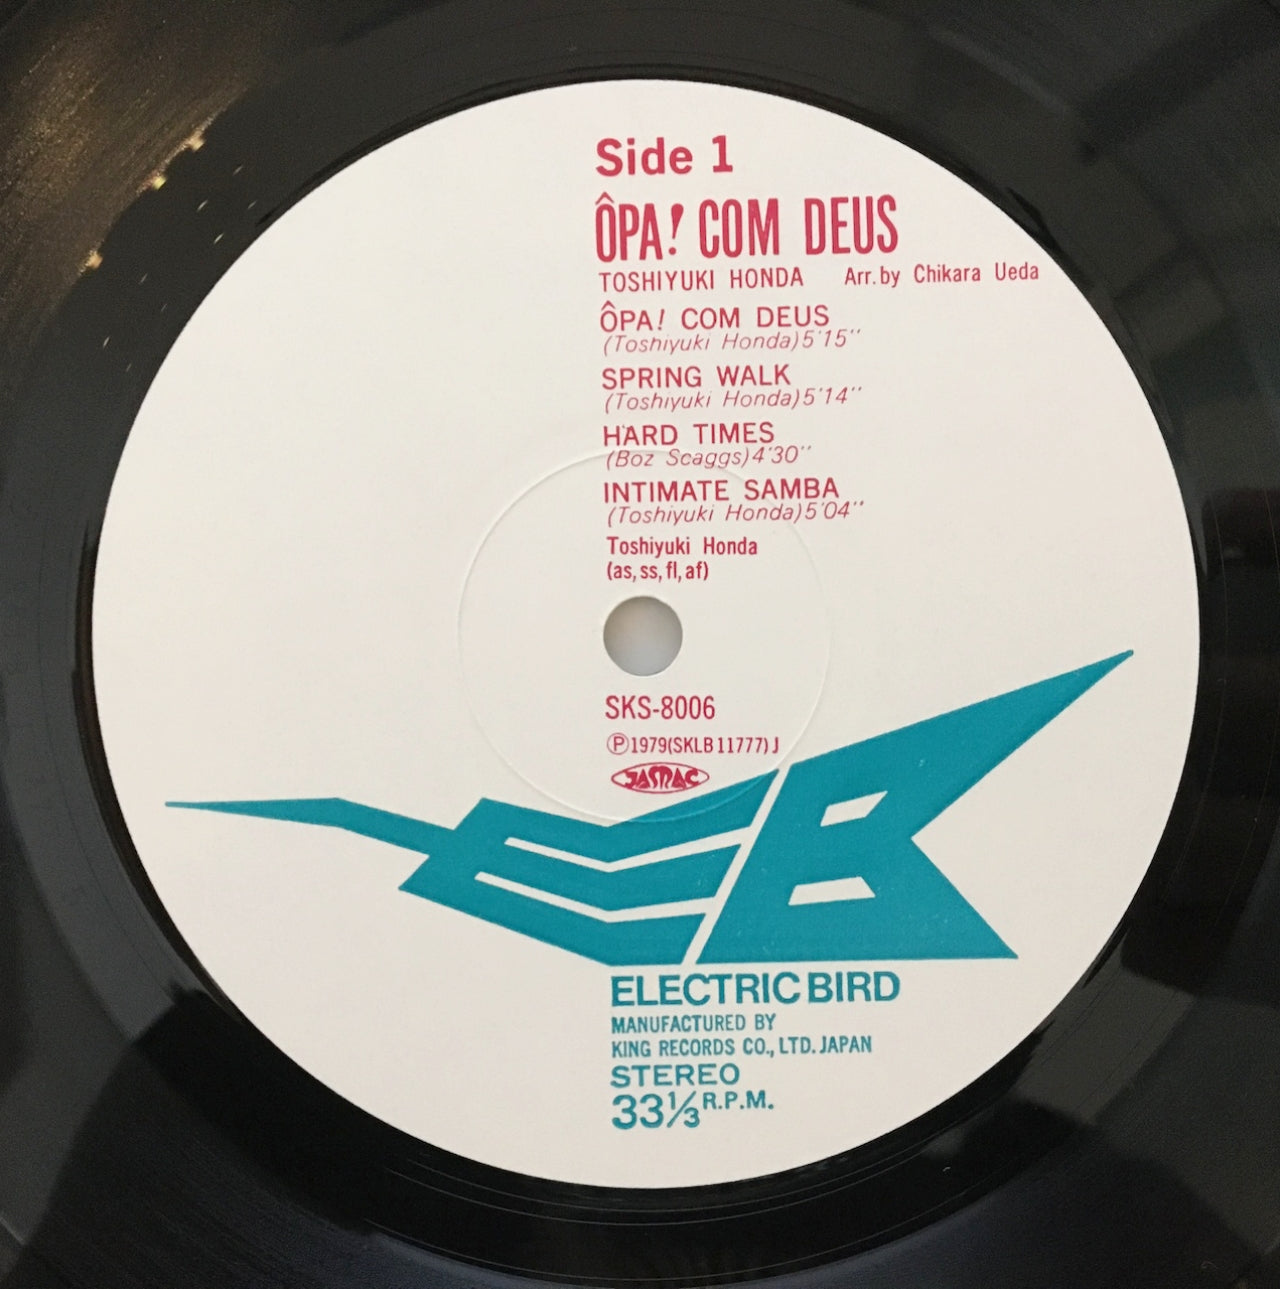 Side 1
ÔPA! COM DEUS
TOSHIYUKI HONDA Arr. by Chikara Ueda
ÔPA! COM DEUS
(Toshiyuki Honda) 5'15''
SPRING WALK
(Toshiyuki Honda) 5'14''
HARD TIMES
(Boz Scaggs) 4'30''
INTIMATE SAMBA
(Toshiyuki Honda) 5'04''
Toshiyuki Honda
(as, ss, fl, af)
SKS-8006
Ⓟ1979(SKLB 11777) J
JASRAC
EB
ELECTRIC BIRD
MANUFACTURED BY
KING RECORDS CO., LTD. JAPAN
STEREO
33⅓ R.P.M.